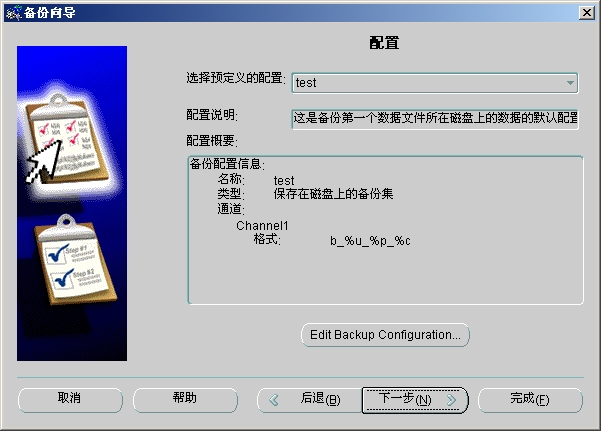 备份向导
配置
选择预定义的配置: test
配置说明: 这是备份第一个数据文件所在磁盘上的数据的默认配置
配置概要:
备份配置信息:
名称: test
类型: 保存在磁盘上的备份集
通道:
Channel1
格式: b_%u_%p_%c
Step #1
Step #2
Edit Backup Configuration...
取消 帮助 后退(B) 下一步(N) 完成(F)